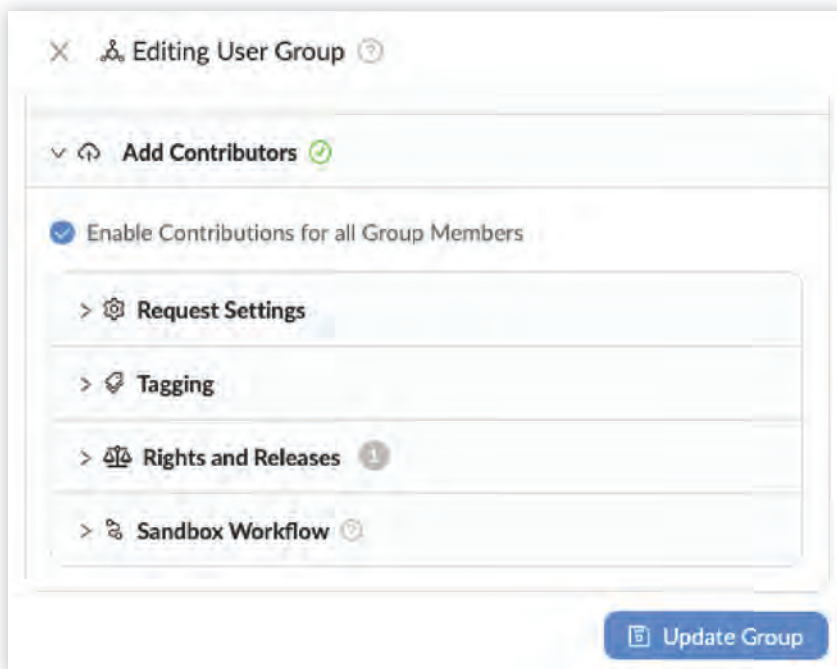 Editing User Group
Add Contributors
Enable Contributions for all Group Members
Request Settings
Tagging
Rights and Releases 1
Sandbox Workflow
Update Group